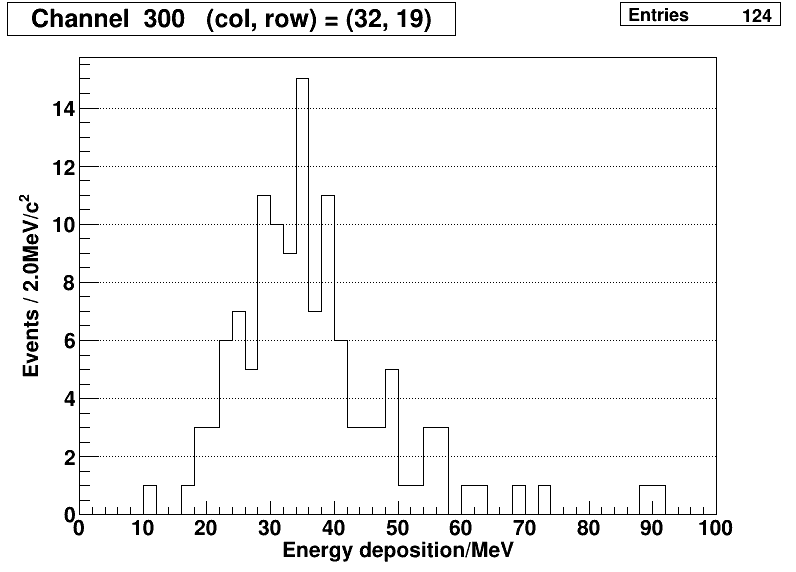 Channel 300 (col, row) = (32, 19)
Entries 124
Events / 2.0MeV/c²
14
12
10
8
6
4
2
0
0 10 20 30 40 50 60 70 80 90 100
Energy deposition/MeV